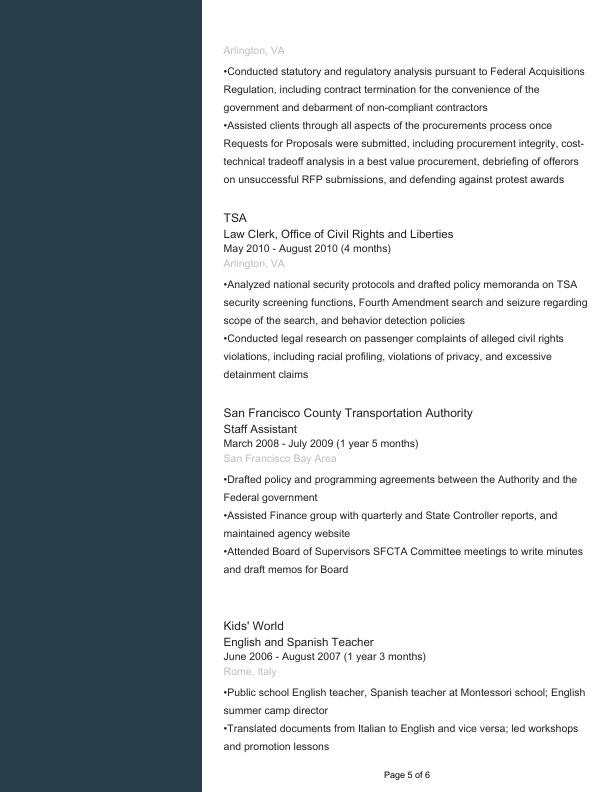 Arlington, VA
•Conducted statutory and regulatory analysis pursuant to Federal Acquisitions
Regulation, including contract termination for the convenience of the
government and debarment of non-compliant contractors
•Assisted clients through all aspects of the procurements process once
Requests for Proposals were submitted, including procurement integrity, cost-
technical tradeoff analysis in a best value procurement, debriefing of offerors
on unsuccessful RFP submissions, and defending against protest awards
TSA
Law Clerk, Office of Civil Rights and Liberties
May 2010 - August 2010 (4 months)
Arlington, VA
•Analyzed national security protocols and drafted policy memoranda on TSA
security screening functions, Fourth Amendment search and seizure regarding
scope of the search, and behavior detection policies
•Conducted legal research on passenger complaints of alleged civil rights
violations, including racial profiling, violations of privacy, and excessive
detainment claims
San Francisco County Transportation Authority
Staff Assistant
March 2008 - July 2009 (1 year 5 months)
San Francisco Bay Area
•Drafted policy and programming agreements between the Authority and the
Federal government
•Assisted Finance group with quarterly and State Controller reports, and
maintained agency website
•Attended Board of Supervisors SFCTA Committee meetings to write minutes
and draft memos for Board
Kids' World
English and Spanish Teacher
June 2006 - August 2007 (1 year 3 months)
Rome, Italy
•Public school English teacher, Spanish teacher at Montessori school; English
summer camp director
•Translated documents from Italian to English and vice versa; led workshops
and promotion lessons
Page 5 of 6